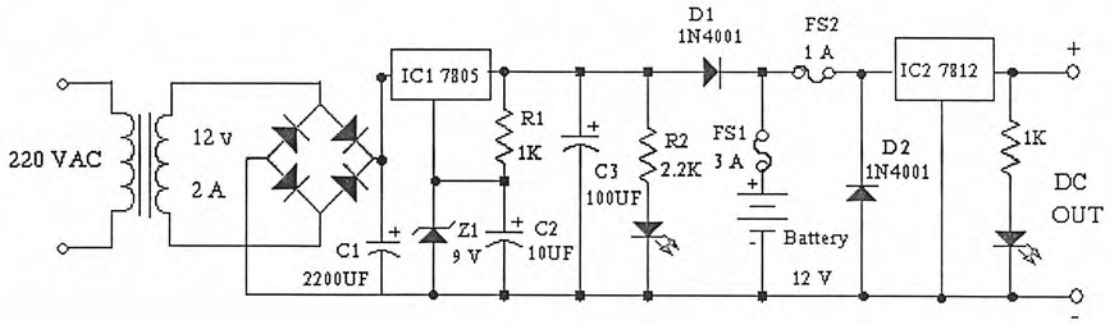 220 VAC
12 v
2 A
C1
2200UF
IC1 7805
Z1
9 V
R1
1K
C2
10UF
+
+
+
C3
100UF
R2
2.2K
D1
1N4001
FS1
3 A
+
-
Battery
12 V
FS2
1 A
D2
1N4001
IC2 7812
1K
+
DC
OUT
-